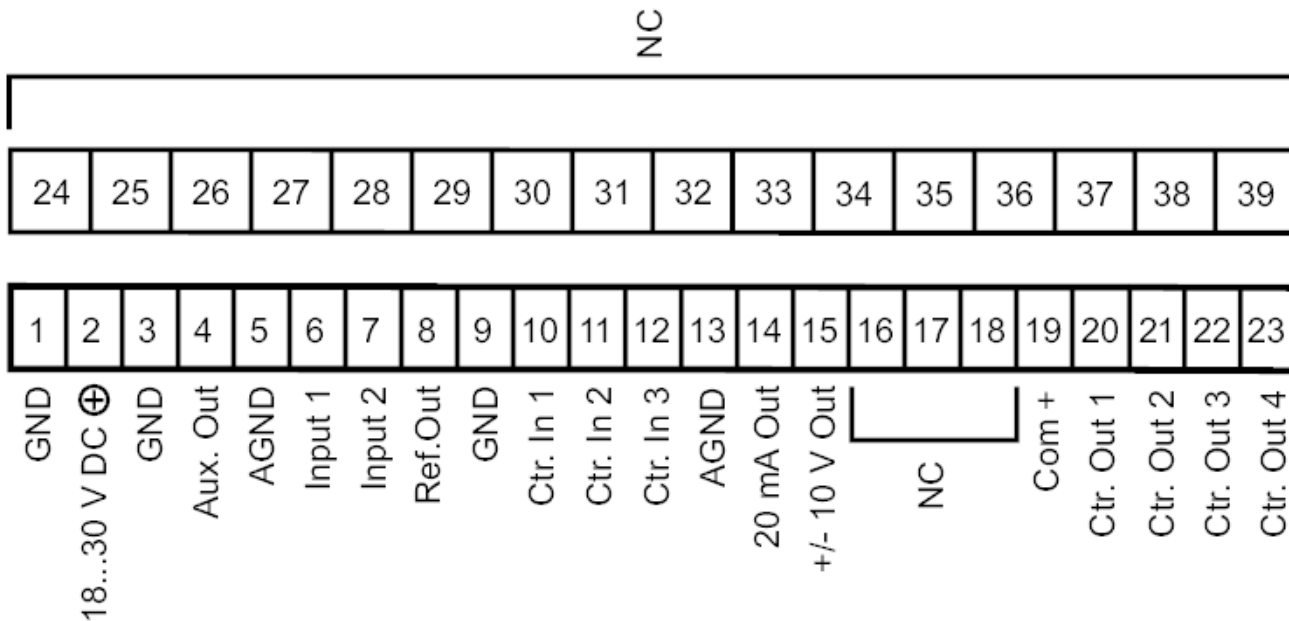 NC
24 25 26 27 28 29 30 31 32 33 34 35 36 37 38 39
1 2 3 4 5 6 7 8 9 10 11 12 13 14 15 16 17 18 19 20 21 22 23
GND
18...30 V DC ⊕
GND
Aux. Out
AGND
Input 1
Input 2
Ref.Out
GND
Ctr. In 1
Ctr. In 2
Ctr. In 3
AGND
20 mA Out
+/- 10 V Out
NC
Com +
Ctr. Out 1
Ctr. Out 2
Ctr. Out 3
Ctr. Out 4